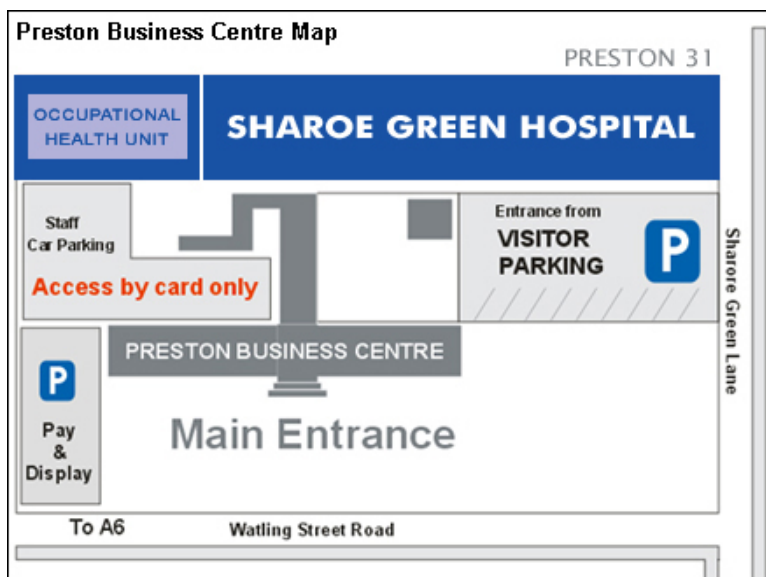 Preston Business Centre Map
PRESTON 31
OCCUPATIONAL
HEALTH UNIT
SHAROE GREEN HOSPITAL
Staff
Car Parking
Access by card only
Entrance from
VISITOR
PARKING
P
Sharore Green Lane
PRESTON BUSINESS CENTRE
P
Pay
&
Display
Main Entrance
To A6
Watling Street Road